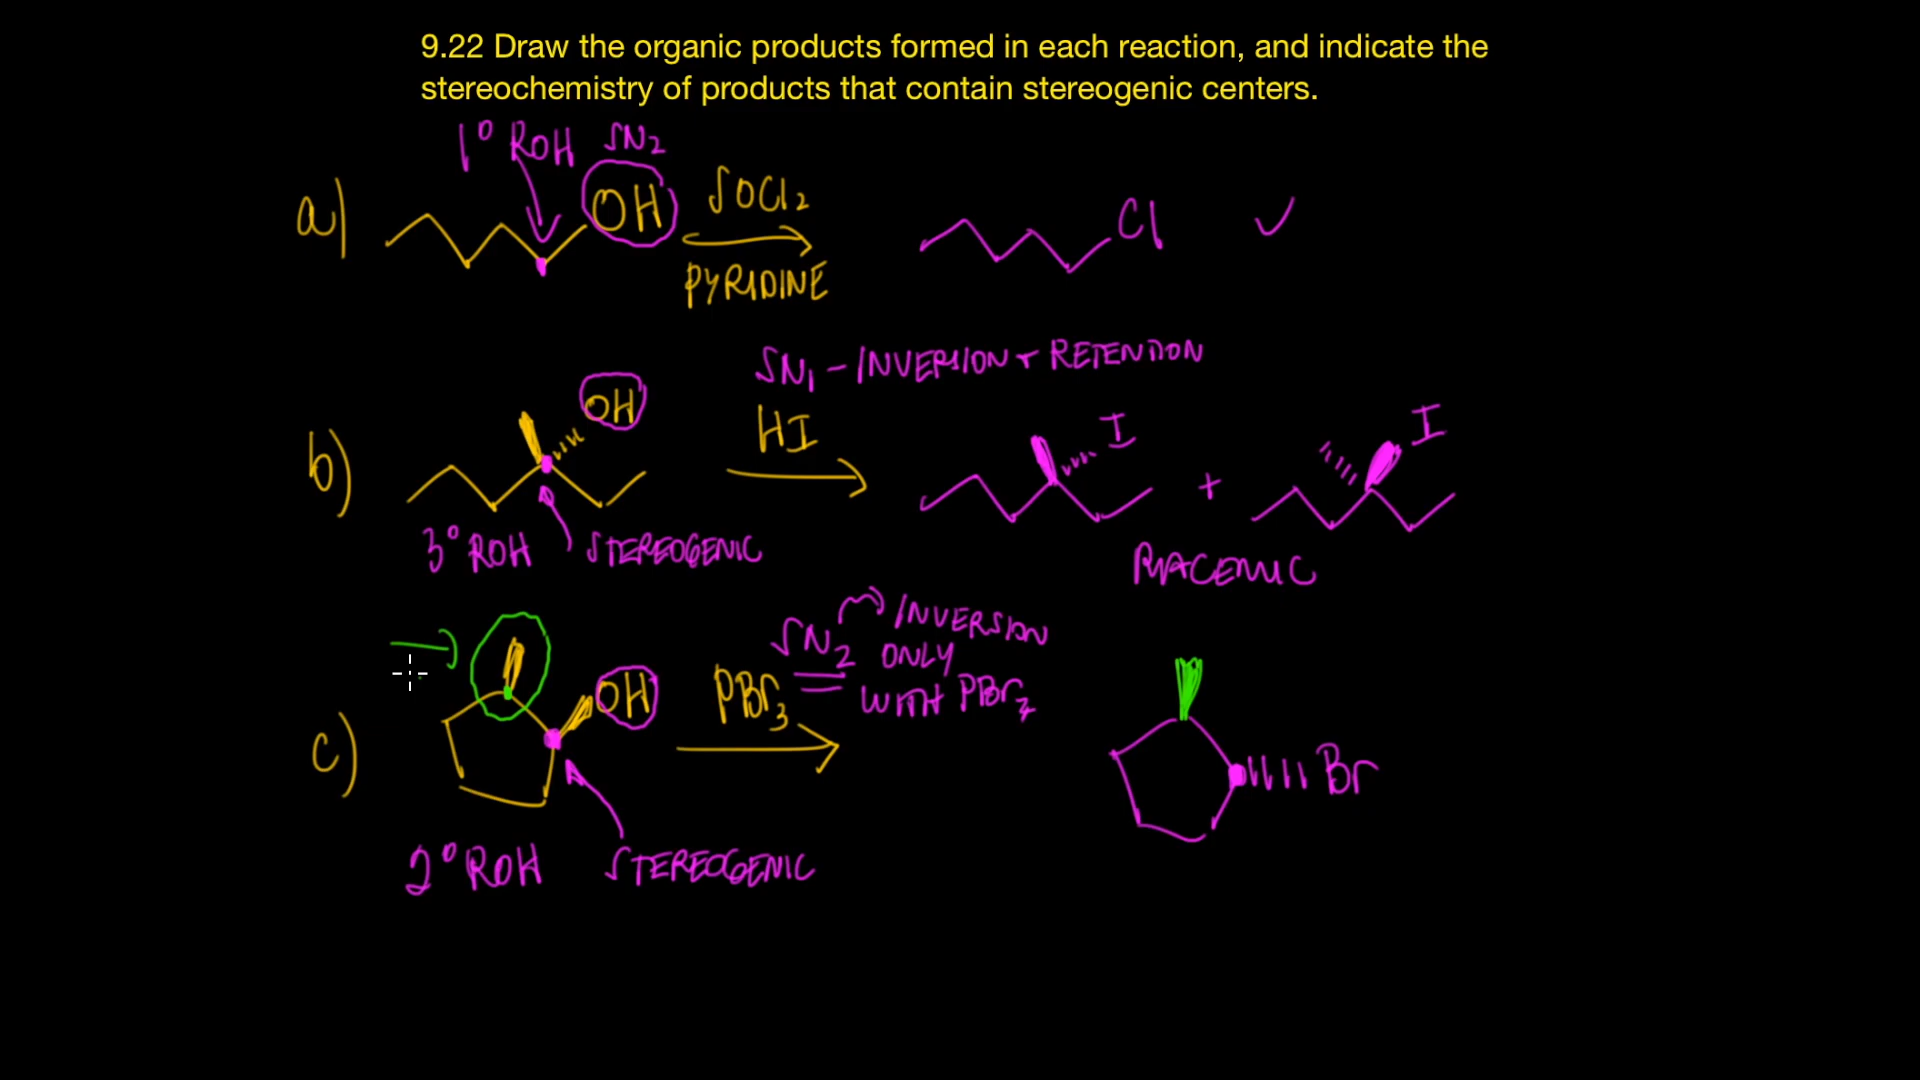 9.22 Draw the organic products formed in each reaction, and indicate the
stereochemistry of products that contain stereogenic centers.
1° ROH SN2
a) OH SOCl2 Cl
PYRIDINE
SN1 - INVERSION + RETENTION
b) OH HI I + I
3° ROH STEREOGENIC RACEMIC
SN2 INVERSION
ONLY
WITH PBr3
c) OH PBr3 Br
2° ROH STEREOGENIC